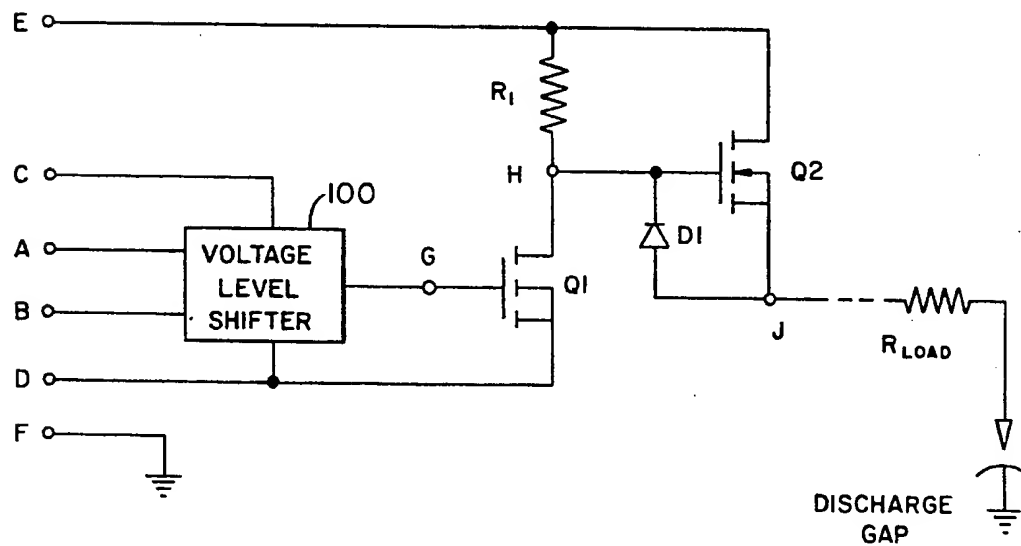 E
R1
C
H
Q2
100
A
VOLTAGE
LEVEL
SHIFTER
G
Q1
D1
B
J
RLOAD
D
F
DISCHARGE
GAP